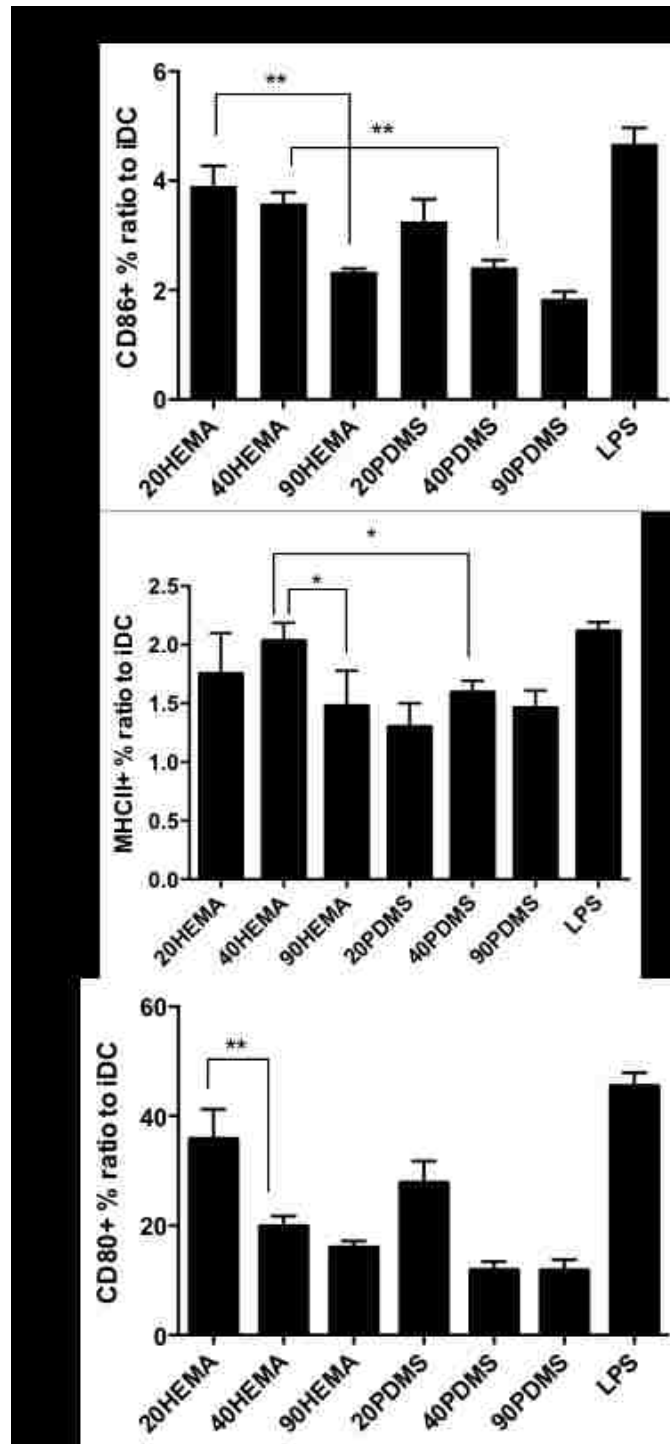 CD86+ % ratio to iDC
6
4
2
0
**
**
20HEMA
40HEMA
90HEMA
20PDMS
40PDMS
90PDMS
LPS
MHCII+ % ratio to iDC
2.5
2.0
1.5
1.0
0.5
0.0
*
*
20HEMA
40HEMA
90HEMA
20PDMS
40PDMS
90PDMS
LPS
CD80+ % ratio to iDC
60
40
20
0
**
20HEMA
40HEMA
90HEMA
20PDMS
40PDMS
90PDMS
LPS